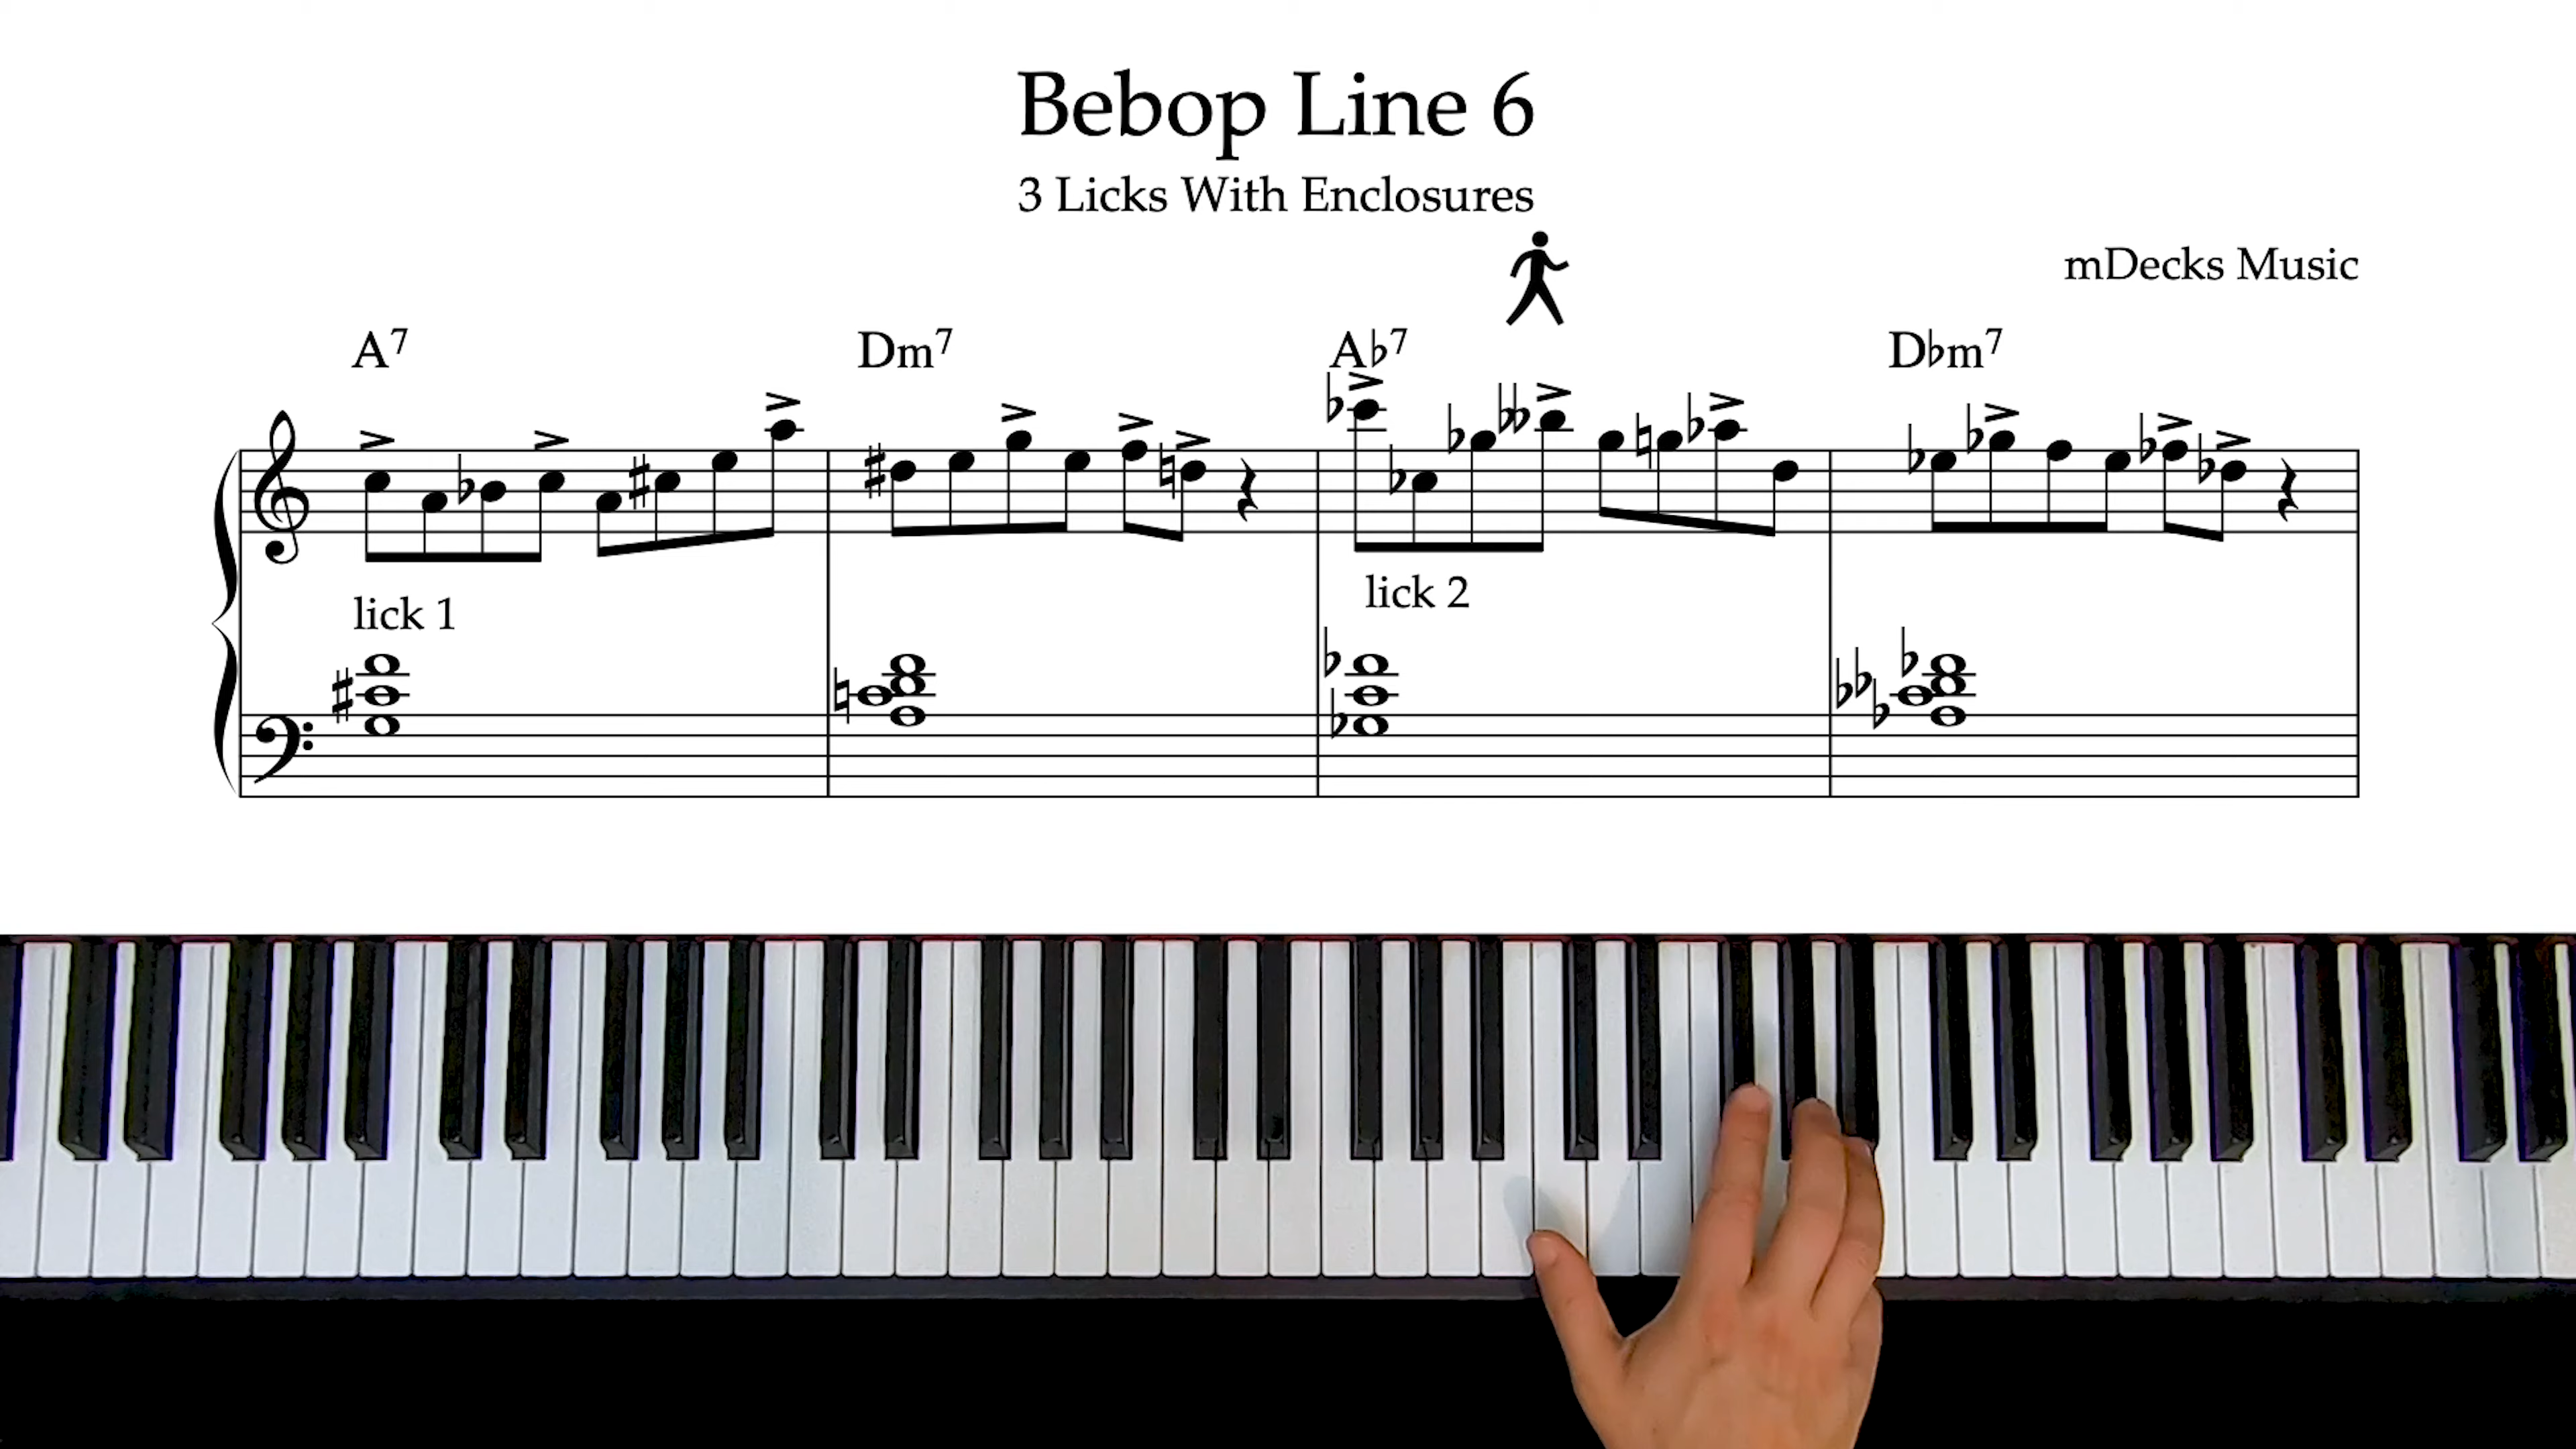 Bebop Line 6
3 Licks With Enclosures
mDecks Music
A7 Dm7 A♭7 D♭m7
lick 1 lick 2